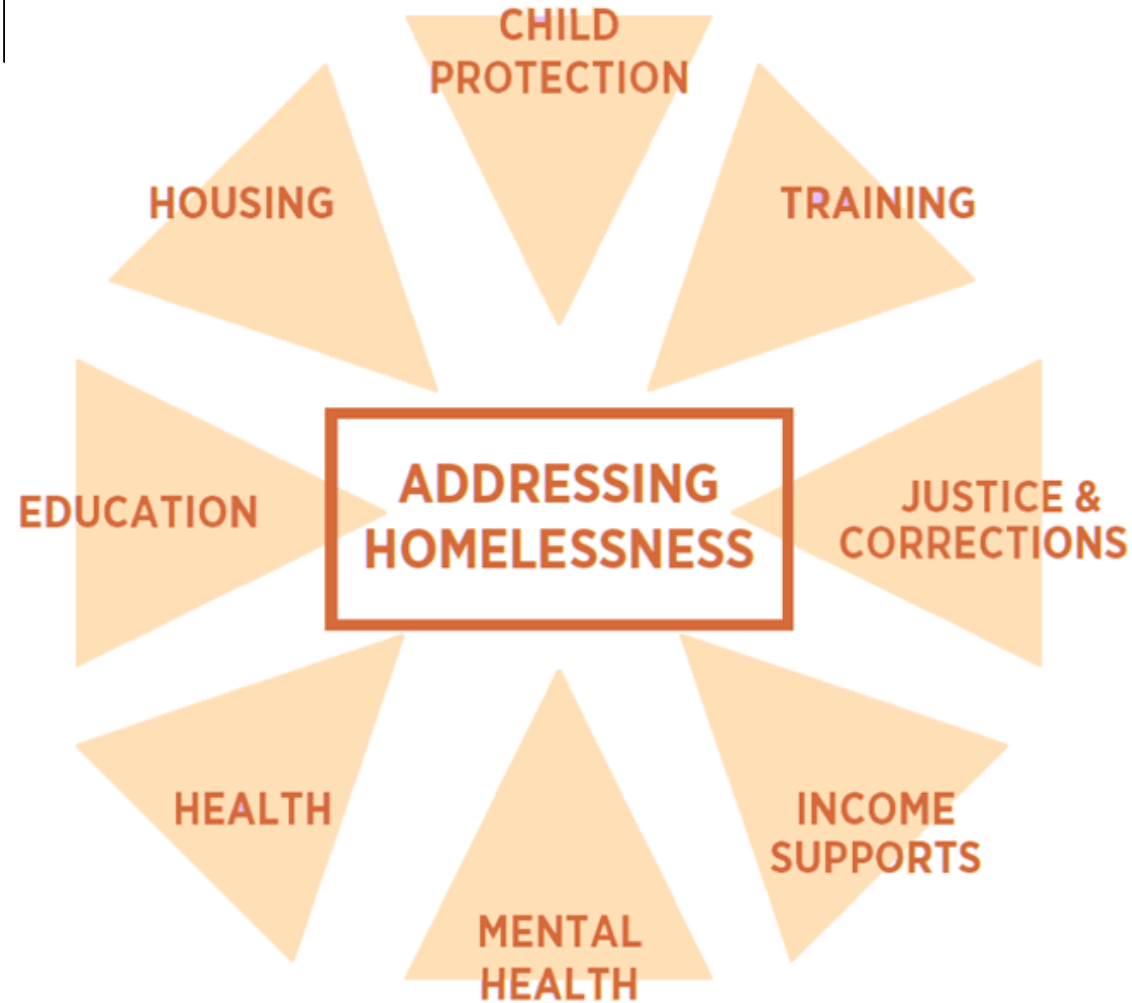 CHILD
PROTECTION
HOUSING
TRAINING
EDUCATION
ADDRESSING
HOMELESSNESS
JUSTICE &
CORRECTIONS
HEALTH
INCOME
SUPPORTS
MENTAL
HEALTH